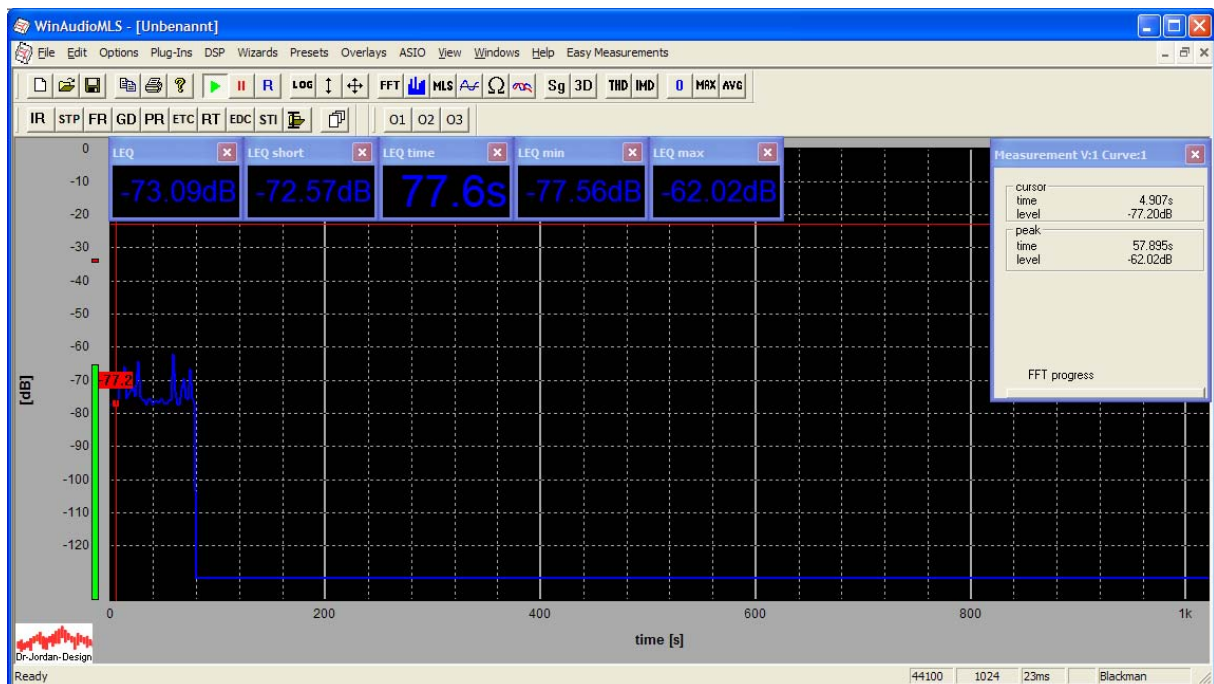 WinAudioMLS - [Unbenannt]
File Edit Options Plug-Ins DSP Wizards Presets Overlays ASIO View Windows Help Easy Measurements
R LOG FFT MLS Ω Sg 3D THD IMD 0 MAX AVG
IR STP FR GD PR ETC RT EDC STI O1 O2 O3
LEQ LEQ short LEQ time LEQ min LEQ max
-73.09dB -72.57dB 77.6s -77.56dB -62.02dB
Measurement V:1 Curve:1
cursor
time 4.907s
level -77.20dB
peak
time 57.895s
level -62.02dB
FFT progress
0
-10
-20
-30
-40
-50
-60
-70
-80
-90
-100
-110
-120
[dB]
-77.2
0 200 400 600 800 1k
time [s]
Dr-Jordan-Design
Ready 44100 1024 23ms Blackman